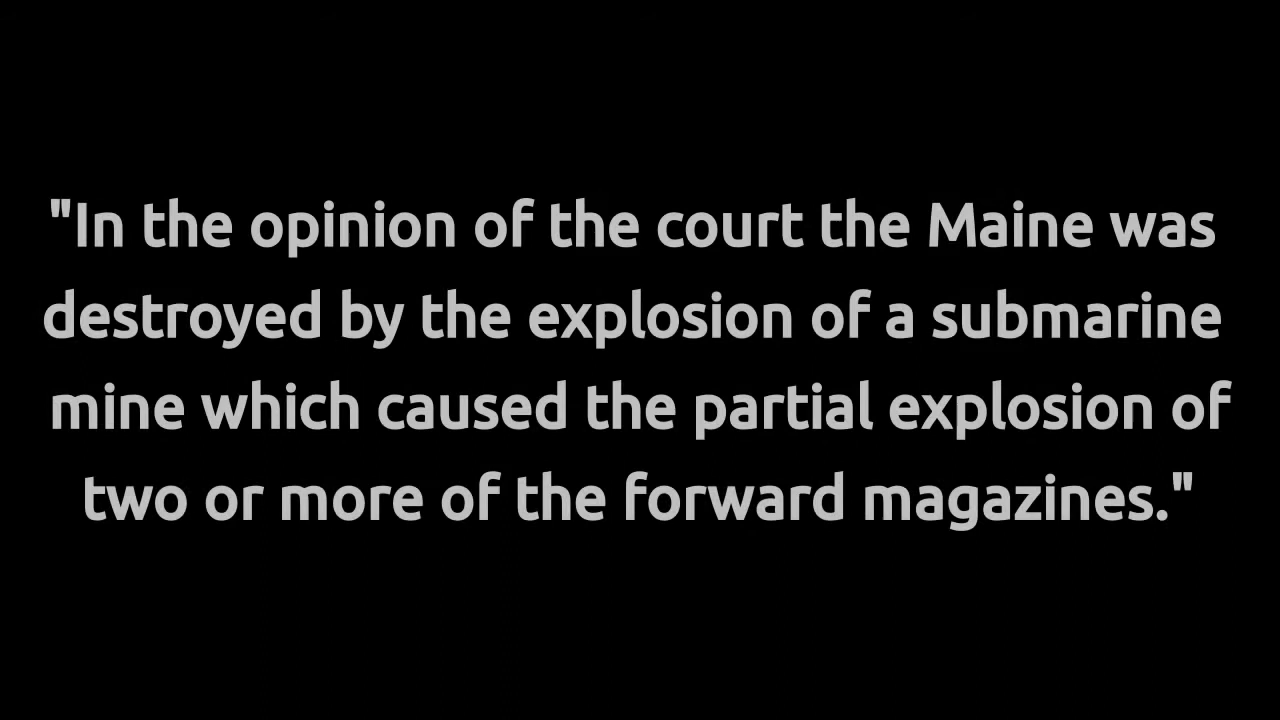 "In the opinion of the court the Maine was
destroyed by the explosion of a submarine
mine which caused the partial explosion of
two or more of the forward magazines."